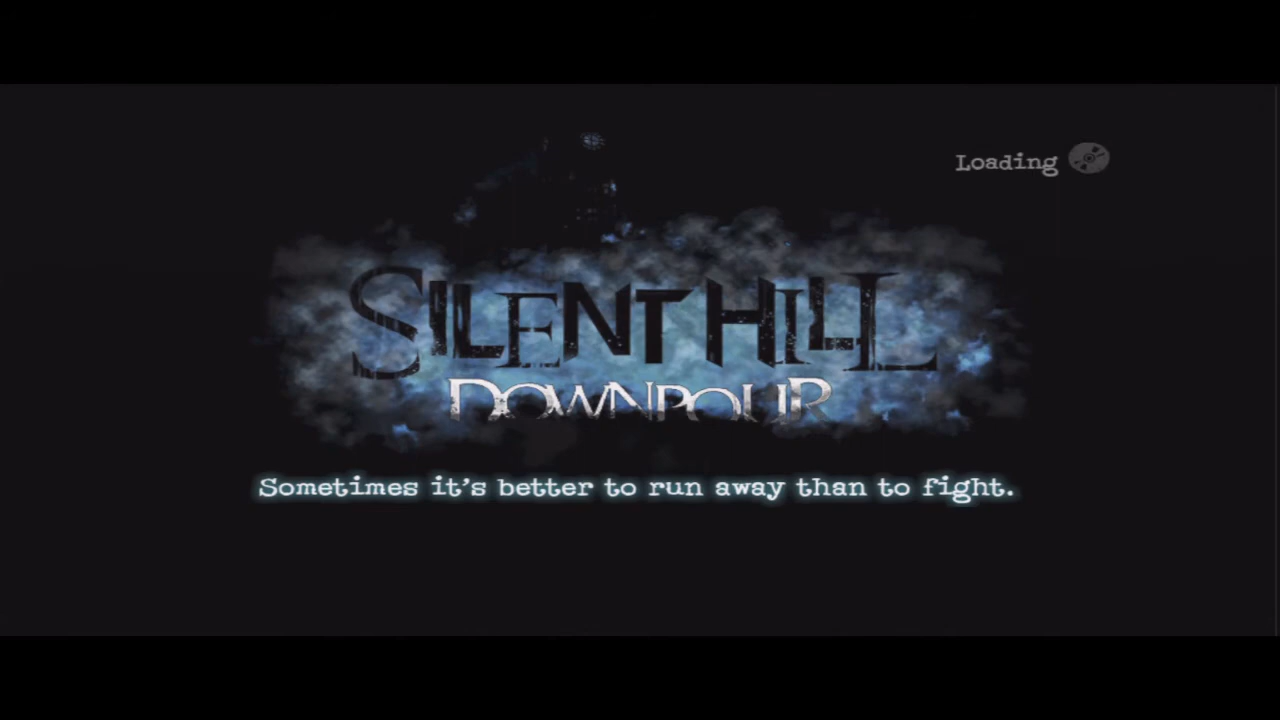 Loading
SILENT HILL
DOWNPOUR
Sometimes it's better to run away than to fight.